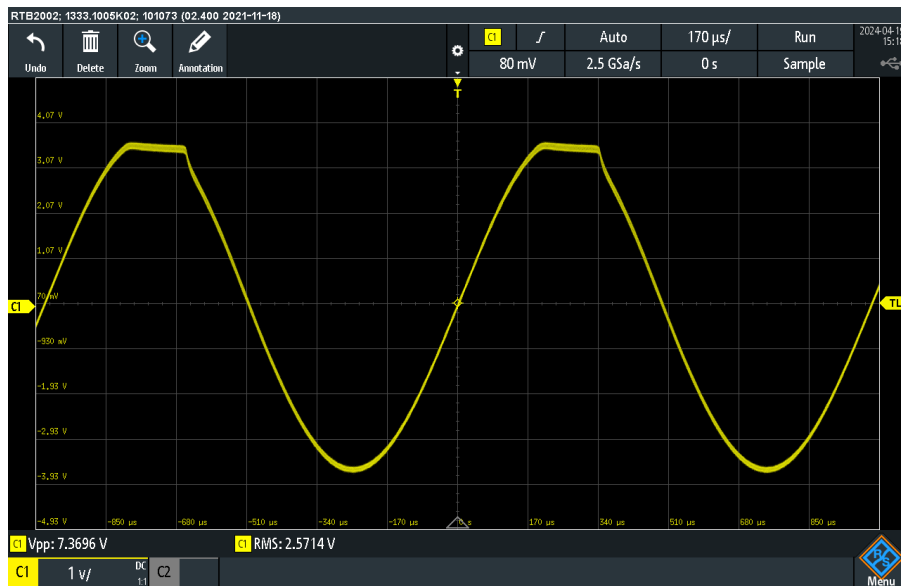 RTB2002; 1333.1005K02; 101073 (02.400 2021-11-18)
Undo Delete Zoom Annotation
C1 Auto 170 µs/ Run
80 mV 2.5 GSa/s 0 s Sample
2024-04-19
T
4.07 V
3.07 V
2.07 V
1.07 V
70 mV
C1 TL
-930 mV
-1.93 V
-2.93 V
-3.93 V
-4.93 V -850 µs -680 µs -510 µs -340 µs -170 µs 0 s 170 µs 340 µs 510 µs 680 µs 850 µs
C1 Vpp: 7.3696 V C1 RMS: 2.5714 V
C1 1 V/ DC 1:1 C2
R&S
Menu